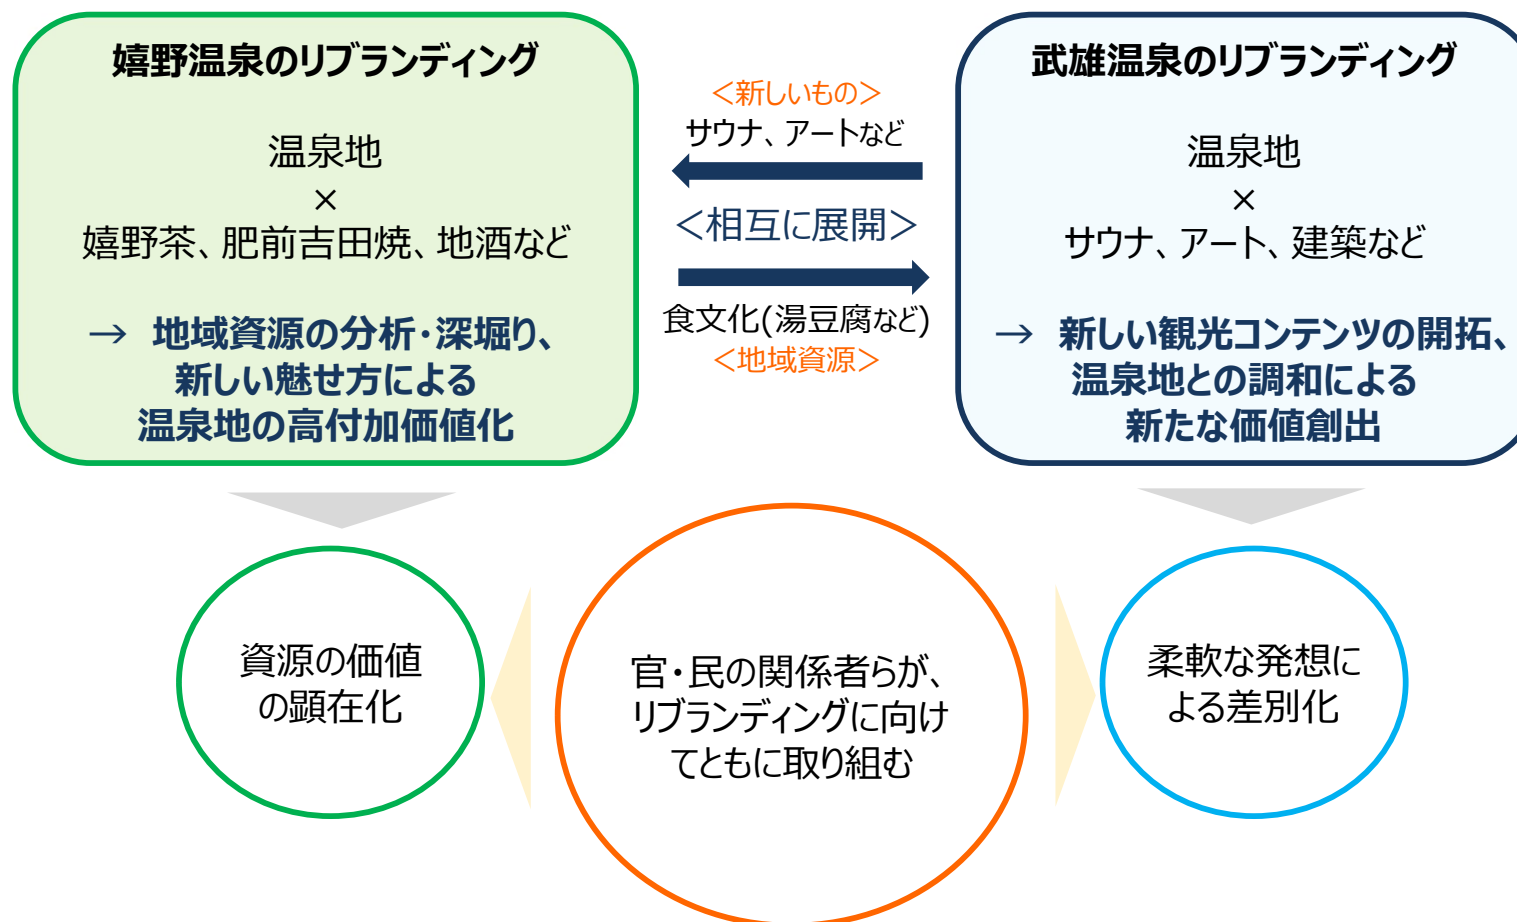 嬉野温泉のリブランディング
温泉地
×
嬉野茶、肥前吉田焼、地酒など
→ 地域資源の分析・深堀り、
新しい魅せ方による
温泉地の高付加価値化
＜新しいもの＞
サウナ、アートなど
＜相互に展開＞
食文化(湯豆腐など)
＜地域資源＞
武雄温泉のリブランディング
温泉地
×
サウナ、アート、建築など
→ 新しい観光コンテンツの開拓、
温泉地との調和による
新たな価値創出
資源の価値
の顕在化
官・民の関係者らが、
リブランディングに向け
てともに取り組む
柔軟な発想に
よる差別化